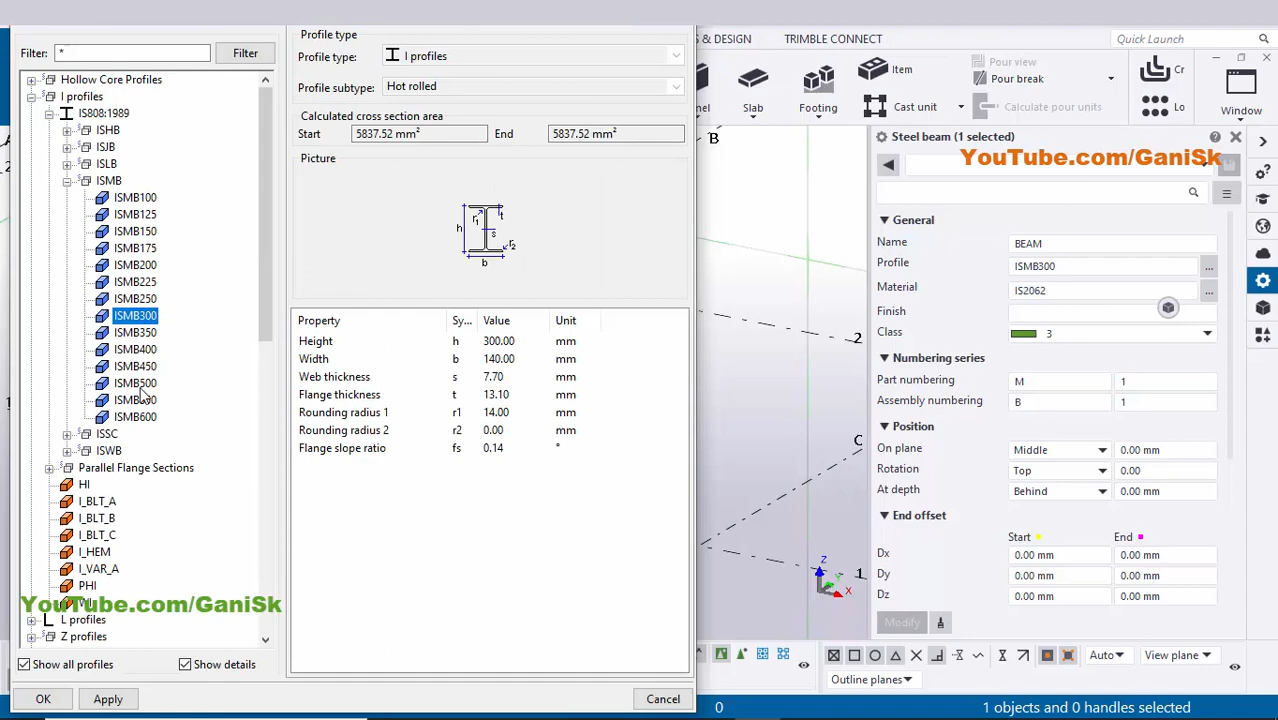 Filter: * Filter
Hollow Core Profiles
I profiles
IS808:1989
ISHB
ISJB
ISLB
ISMB
ISMB100
ISMB125
ISMB150
ISMB175
ISMB200
ISMB225
ISMB250
ISMB300
ISMB350
ISMB400
ISMB450
ISMB500
ISMB600
ISSC
ISWB
Parallel Flange Sections
HI
I_BLT_A
I_BLT_B
I_BLT_C
I_HEM
I_VAR_A
PHI
YouTube.com/GaniSk
L profiles
Z profiles
Show all profiles Show details
OK Apply Cancel
Profile type
Profile type: I profiles
Profile subtype: Hot rolled
Calculated cross section area
Start 5837.52 mm² End 5837.52 mm²
Picture
h r1 t s r2 b
Property Sy... Value Unit
Height h 300.00 mm
Width b 140.00 mm
Web thickness s 7.70 mm
Flange thickness t 13.10 mm
Rounding radius 1 r1 14.00 mm
Rounding radius 2 r2 0.00 mm
Flange slope ratio fs 0.14 °
& DESIGN TRIMBLE CONNECT Quick Launch
nel Slab Footing
Item
Cast unit
Pour view
Pour break
Calculate pour units
Cr
Lo
Window
B
2
C
1
Z
Y
X
Steel beam (1 selected)
YouTube.com/GaniSk
General
Name BEAM
Profile ISMB300 ...
Material IS2062 ...
Finish
Class 3
Numbering series
Part numbering M 1
Assembly numbering B 1
Position
On plane Middle 0.00 mm
Rotation Top 0.00
At depth Behind 0.00 mm
End offset
Start End
Dx 0.00 mm 0.00 mm
Dy 0.00 mm 0.00 mm
Dz 0.00 mm 0.00 mm
Modify
Auto View plane
Outline planes
0 1 objects and 0 handles selected